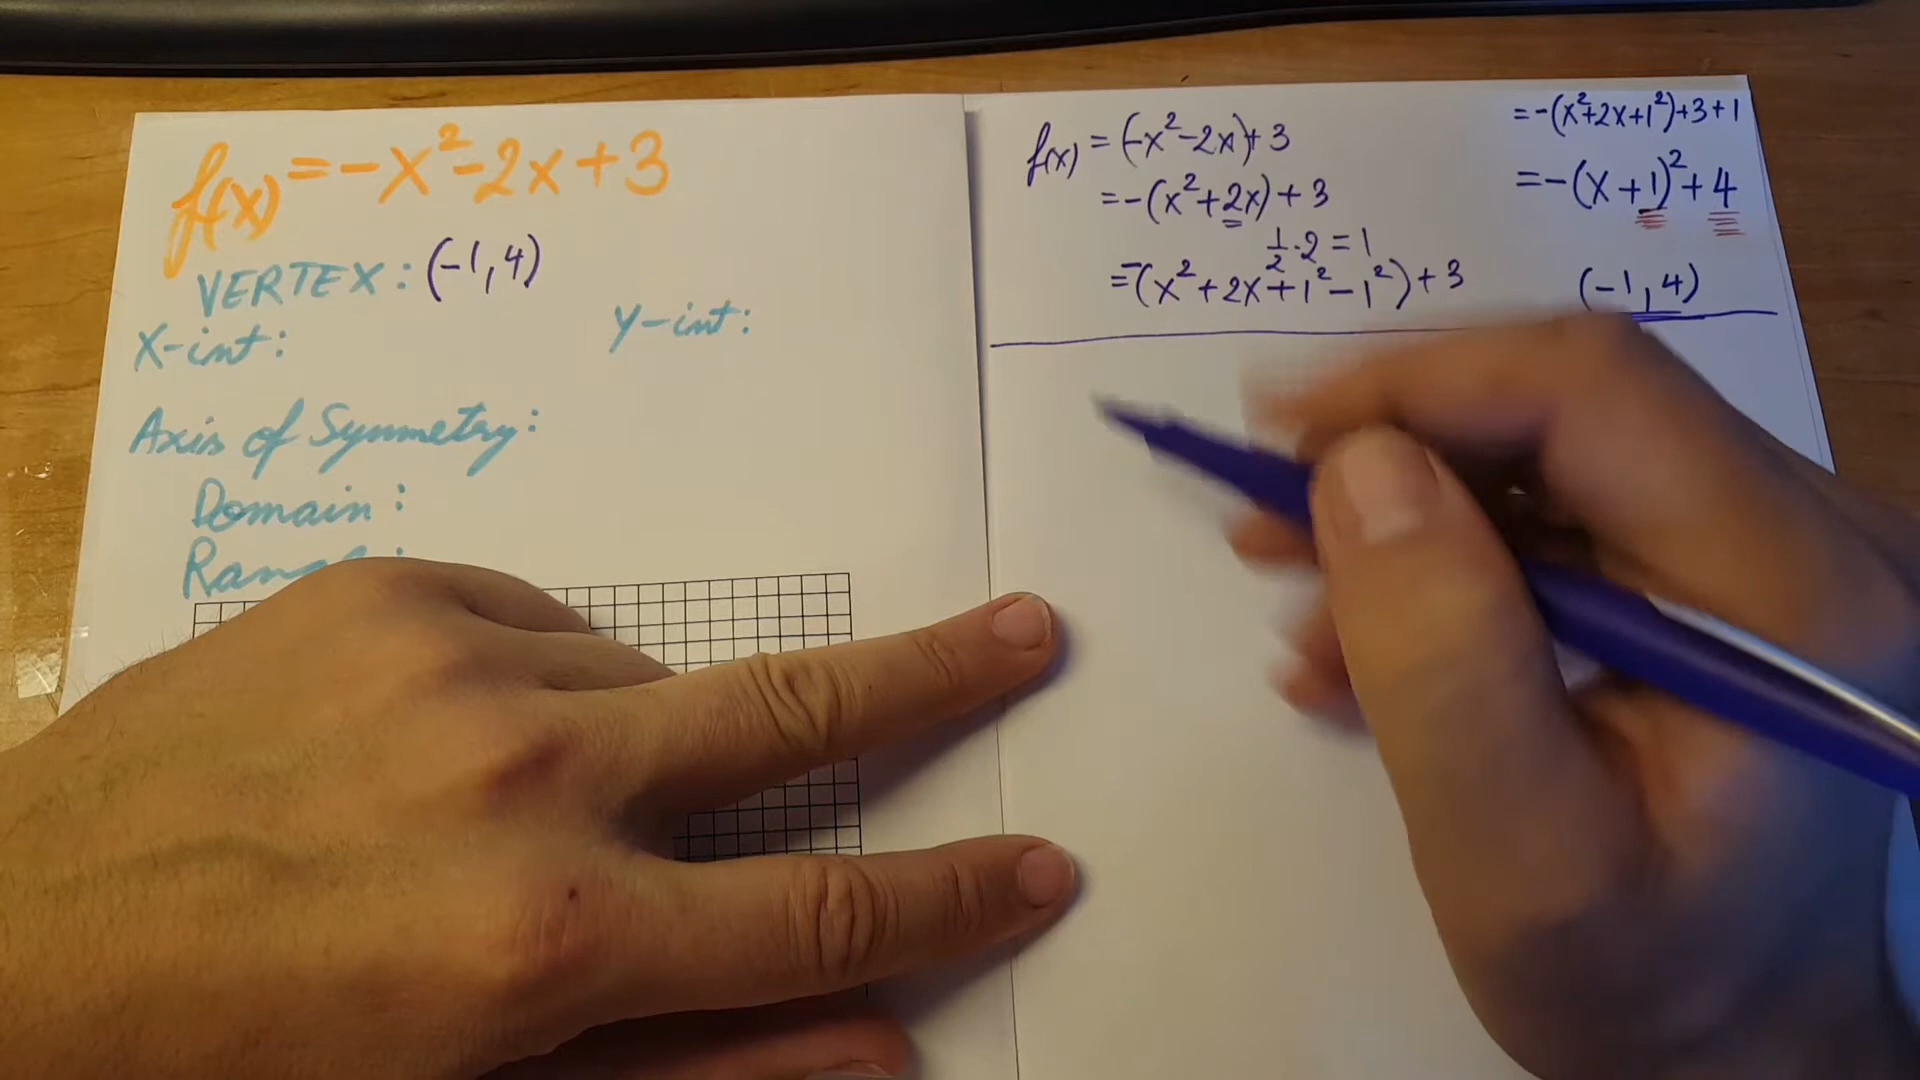 f(x) = -x² - 2x + 3
VERTEX: (-1, 4)
X-int:
Y-int:
Axis of Symmetry:
Domain:
f(x) = (-x² - 2x) + 3
= -(x² + 2x) + 3
1/2 · 2 = 1
= -(x² + 2x + 1² - 1²) + 3
= -(x² + 2x + 1²) + 3 + 1
= -(x + 1)² + 4
(-1, 4)